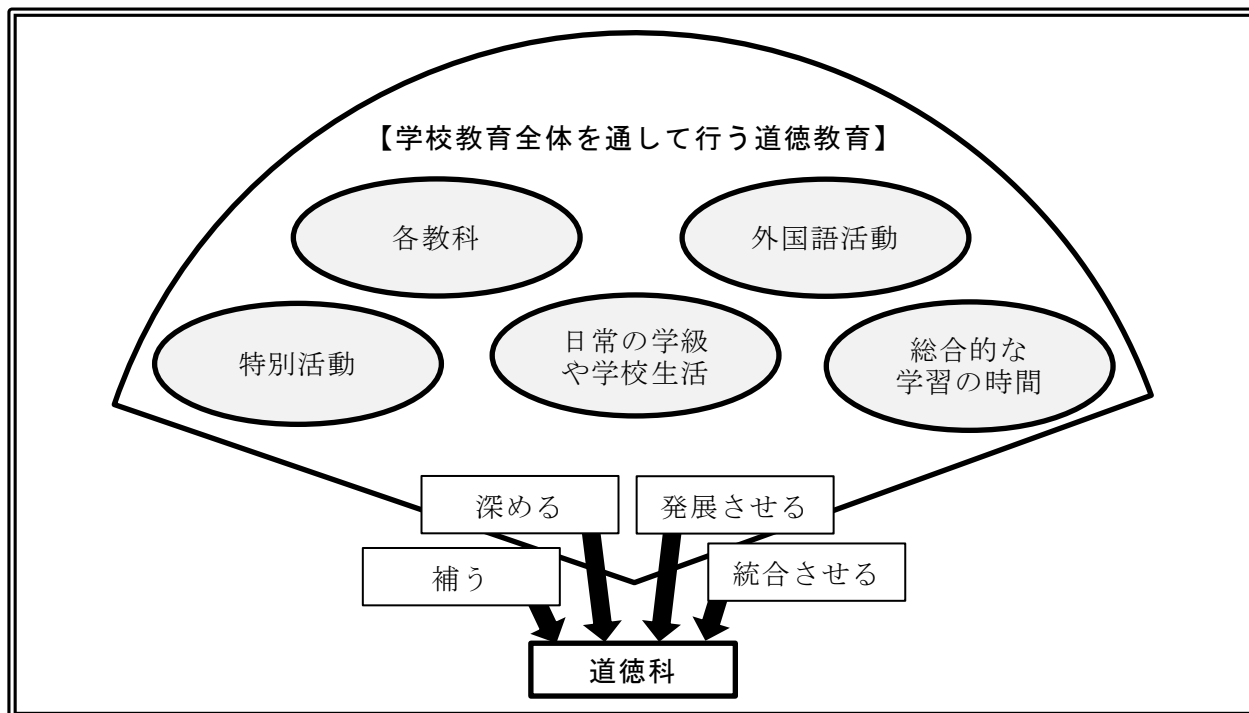 【学校教育全体を通して行う道徳教育】
各教科
外国語活動
特別活動
日常の学級
や学校生活
総合的な
学習の時間
深める
発展させる
補う
統合させる
道徳科